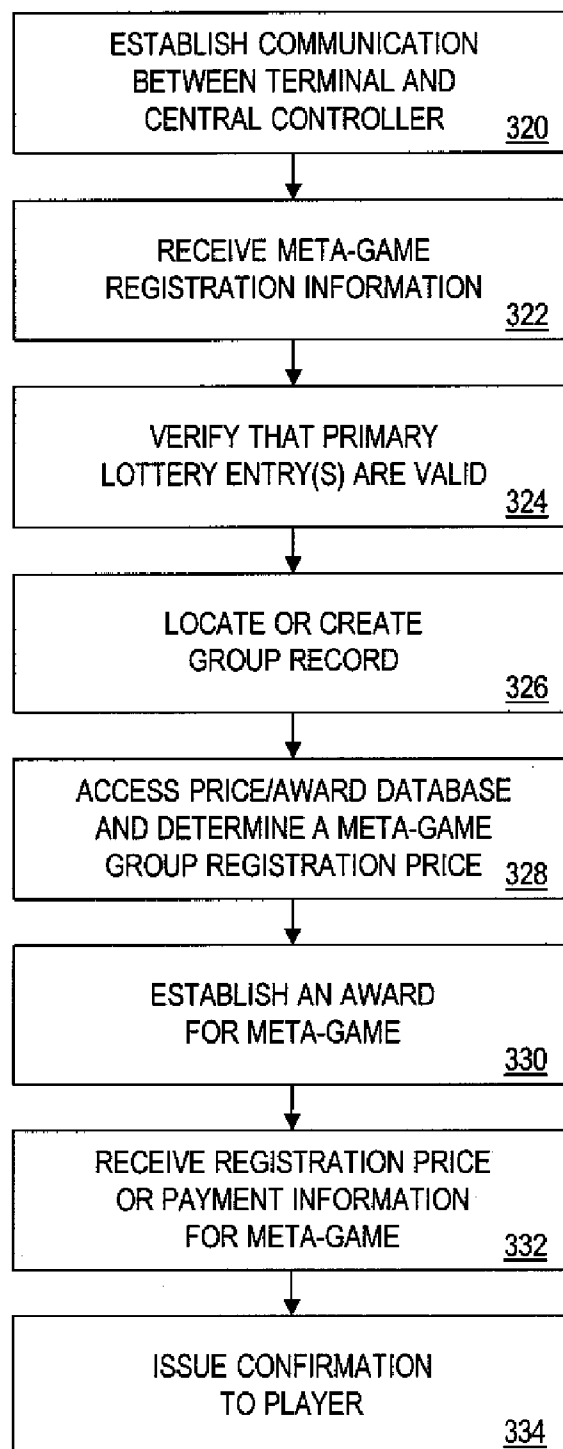 ESTABLISH COMMUNICATION
BETWEEN TERMINAL AND
CENTRAL CONTROLLER
320
RECEIVE META-GAME
REGISTRATION INFORMATION
322
VERIFY THAT PRIMARY
LOTTERY ENTRY(S) ARE VALID
324
LOCATE OR CREATE
GROUP RECORD
326
ACCESS PRICE/AWARD DATABASE
AND DETERMINE A META-GAME
GROUP REGISTRATION PRICE
328
ESTABLISH AN AWARD
FOR META-GAME
330
RECEIVE REGISTRATION PRICE
OR PAYMENT INFORMATION
FOR META-GAME
332
ISSUE CONFIRMATION
TO PLAYER
334